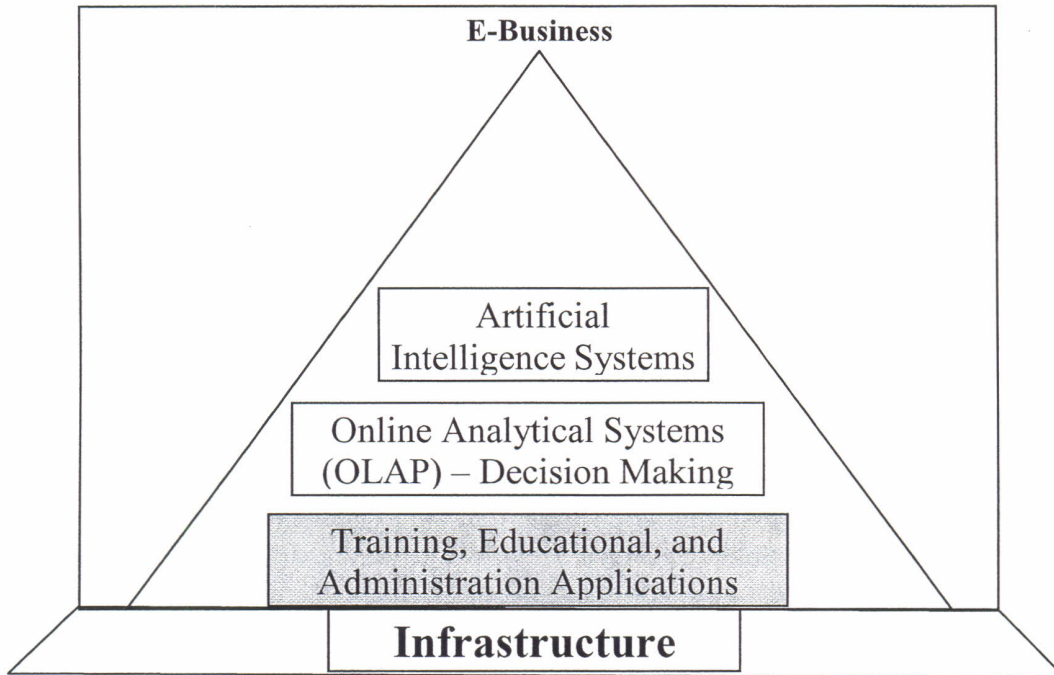 E-Business
Artificial
Intelligence Systems
Online Analytical Systems
(OLAP) – Decision Making
Training, Educational, and
Administration Applications
Infrastructure